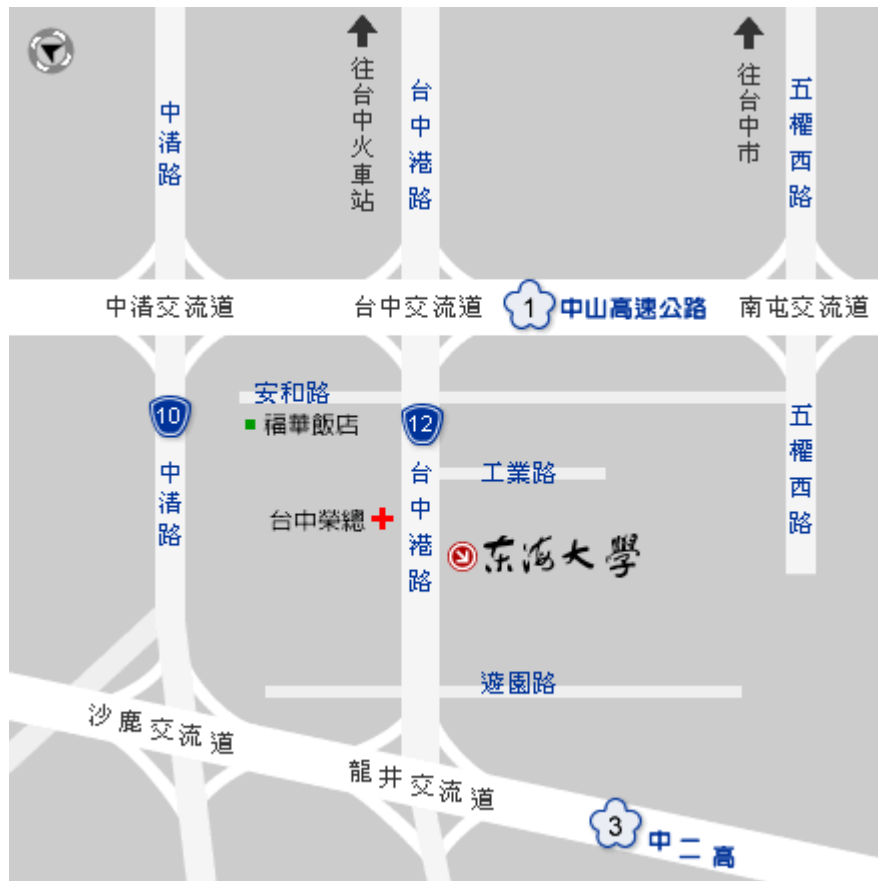 往台中火車站
往台中市
中清路
台中港路
五權西路
中清交流道
台中交流道
1
中山高速公路
南屯交流道
安和路
福華飯店
10
12
五權西路
中清路
台中港路
工業路
台中榮總
东海大學
遊園路
沙鹿交流道
龍井交流道
3
中二高